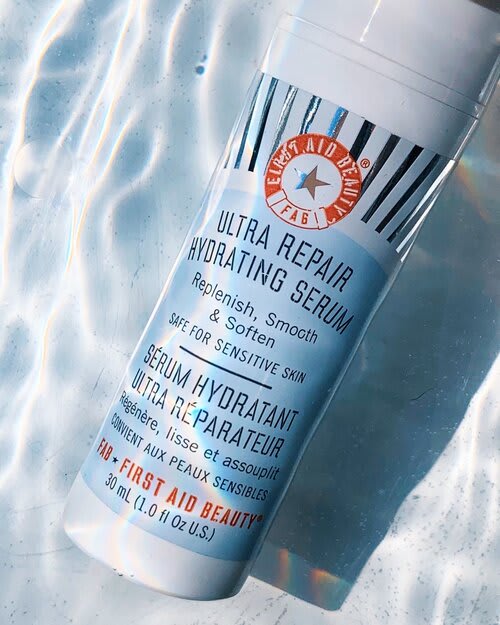 FIRST AID BEAUTY
®
FAB
ULTRA REPAIR
HYDRATING SERUM
Replenish, Smooth
& Soften
SAFE FOR SENSITIVE SKIN
SÉRUM HYDRATANT
ULTRA RÉPARATEUR
Régénère, lisse et assouplit
CONVIENT AUX PEAUX SENSIBLES
FAB ★ FIRST AID BEAUTY®
30 mL (1.0 fl Oz U.S.)